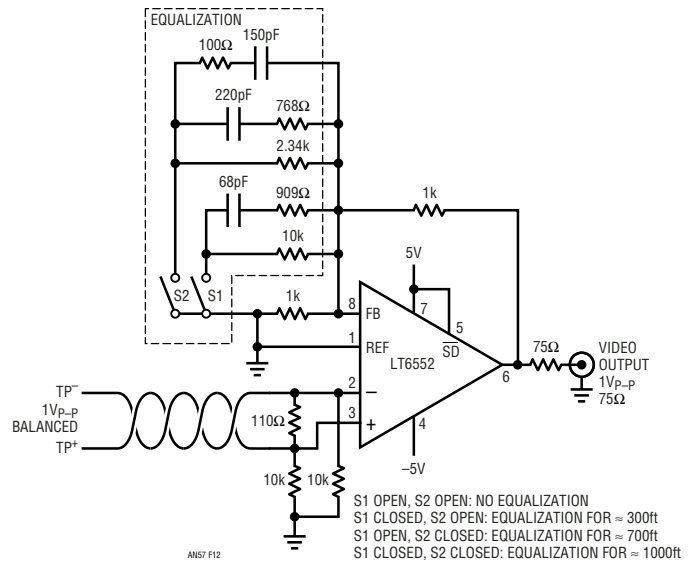 EQUALIZATION
100Ω
150pF
220pF
768Ω
2.34k
68pF
909Ω
10k
1k
S2
S1
1k
5V
8
FB
7
5
1
REF
SD
LT6552
6
75Ω
VIDEO
OUTPUT
1VP–P
75Ω
TP–
1VP–P
BALANCED
TP+
2
–
3
+
110Ω
4
–5V
10k
10k
S1 OPEN, S2 OPEN: NO EQUALIZATION
S1 CLOSED, S2 OPEN: EQUALIZATION FOR ≈ 300ft
S1 OPEN, S2 CLOSED: EQUALIZATION FOR ≈ 700ft
S1 CLOSED, S2 CLOSED: EQUALIZATION FOR ≈ 1000ft
AN57 F12